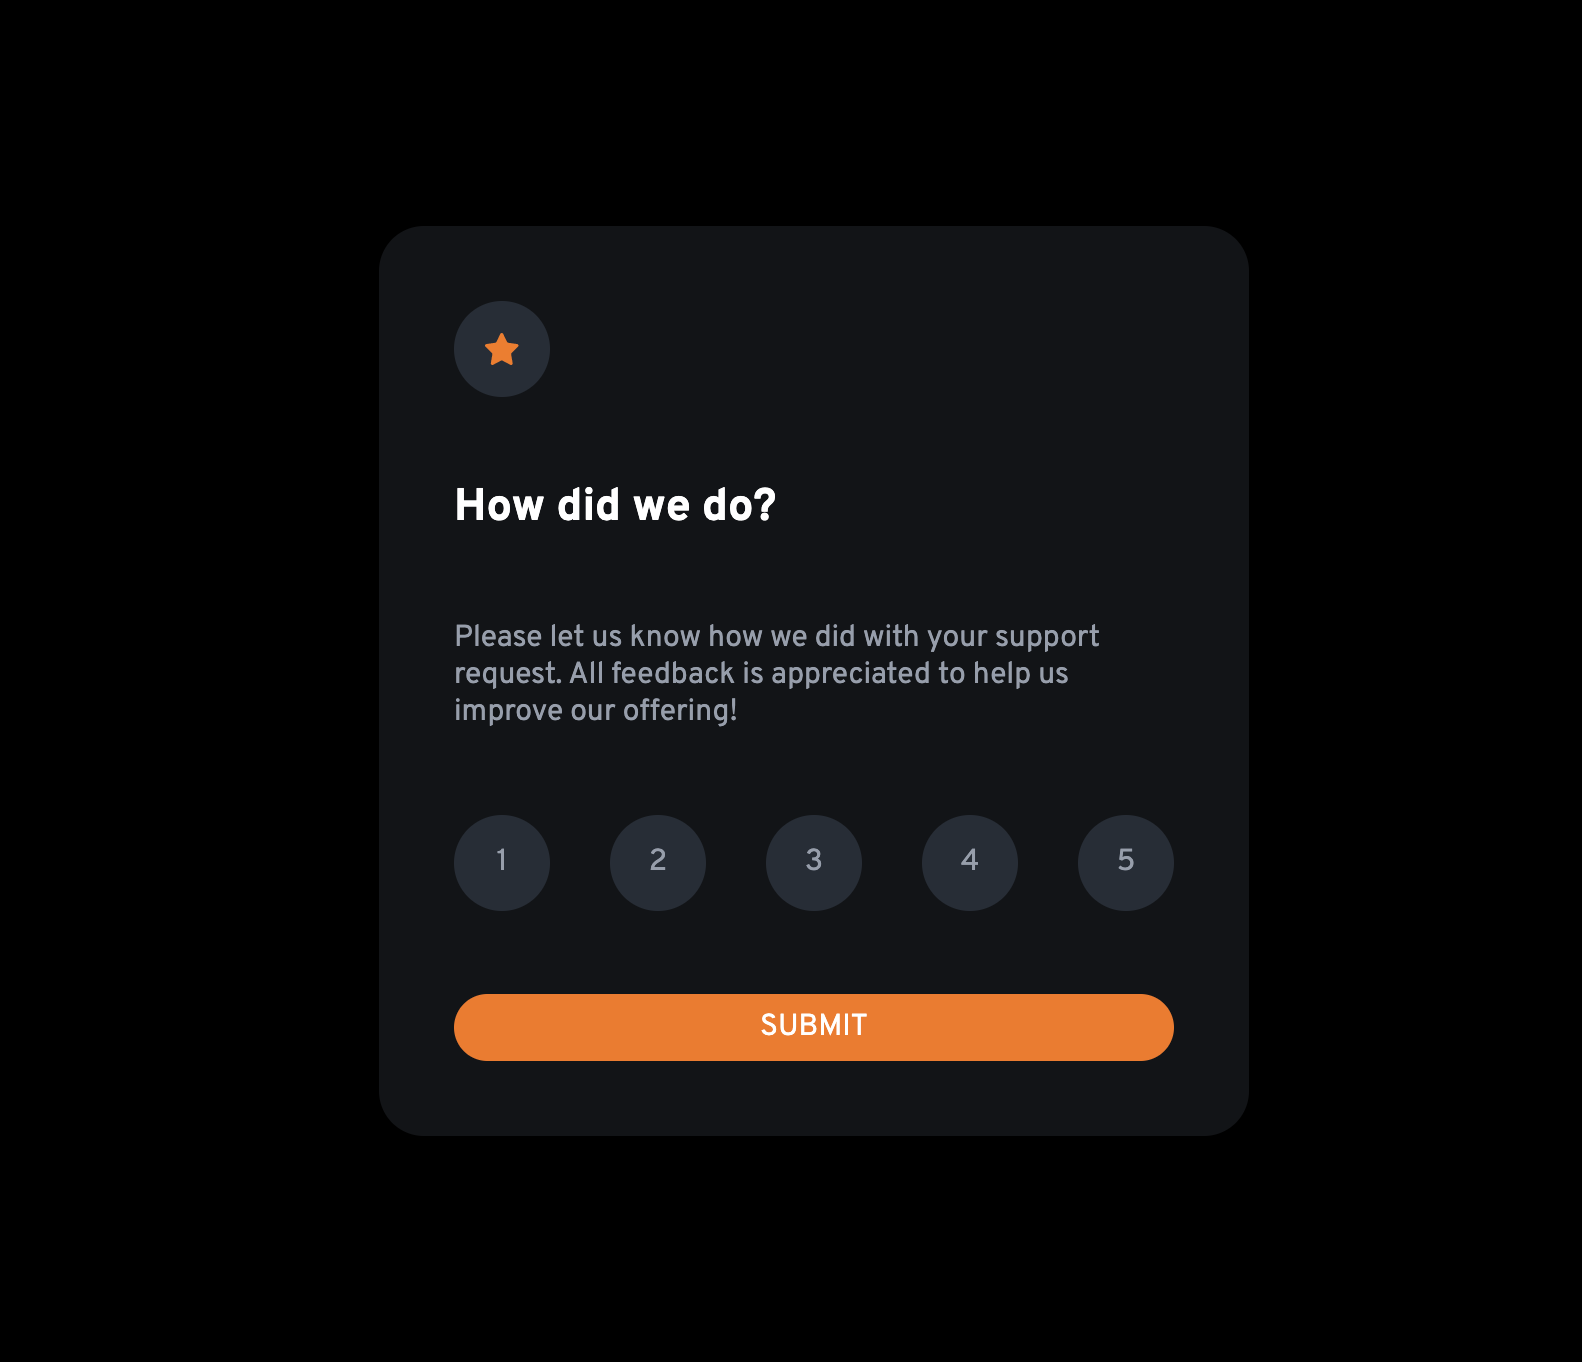 How did we do?
Please let us know how we did with your support
request. All feedback is appreciated to help us
improve our offering!
1 2 3 4 5
SUBMIT